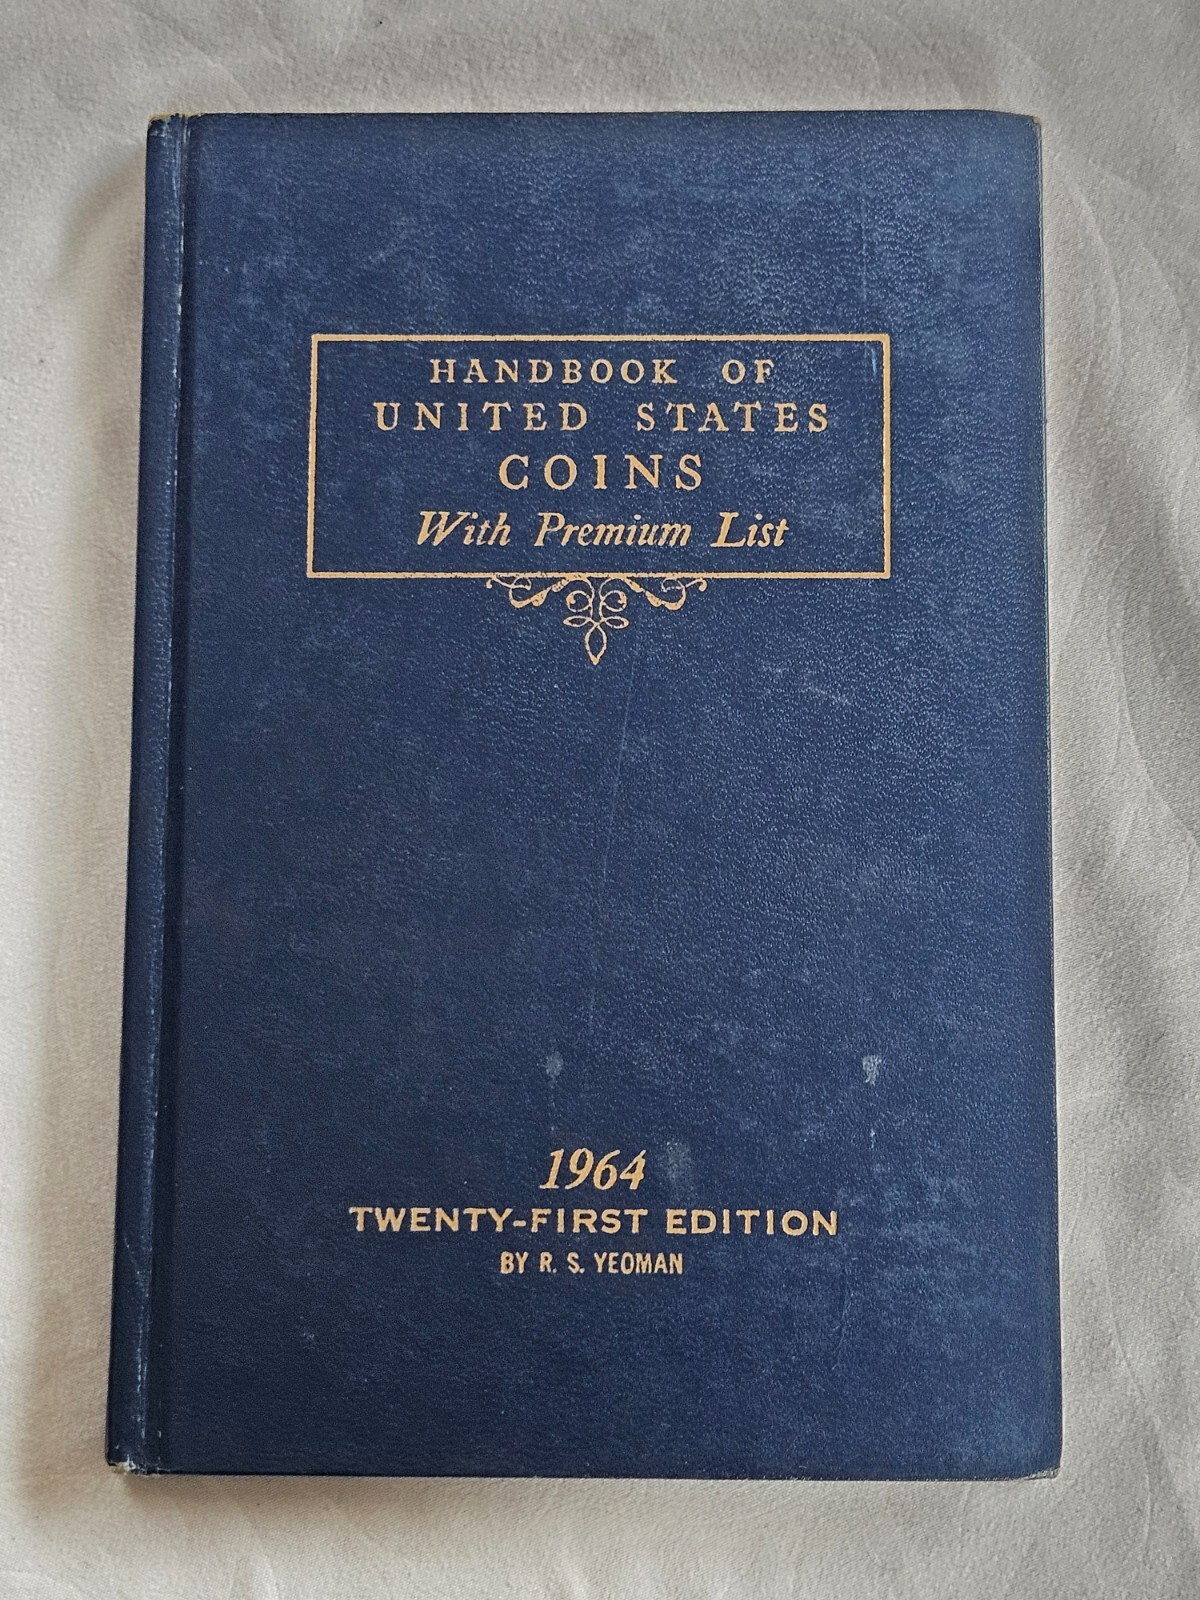 HANDBOOK OF
UNITED STATES
COINS
With Premium List
1964
TWENTY-FIRST EDITION
BY R. S. YEOMAN